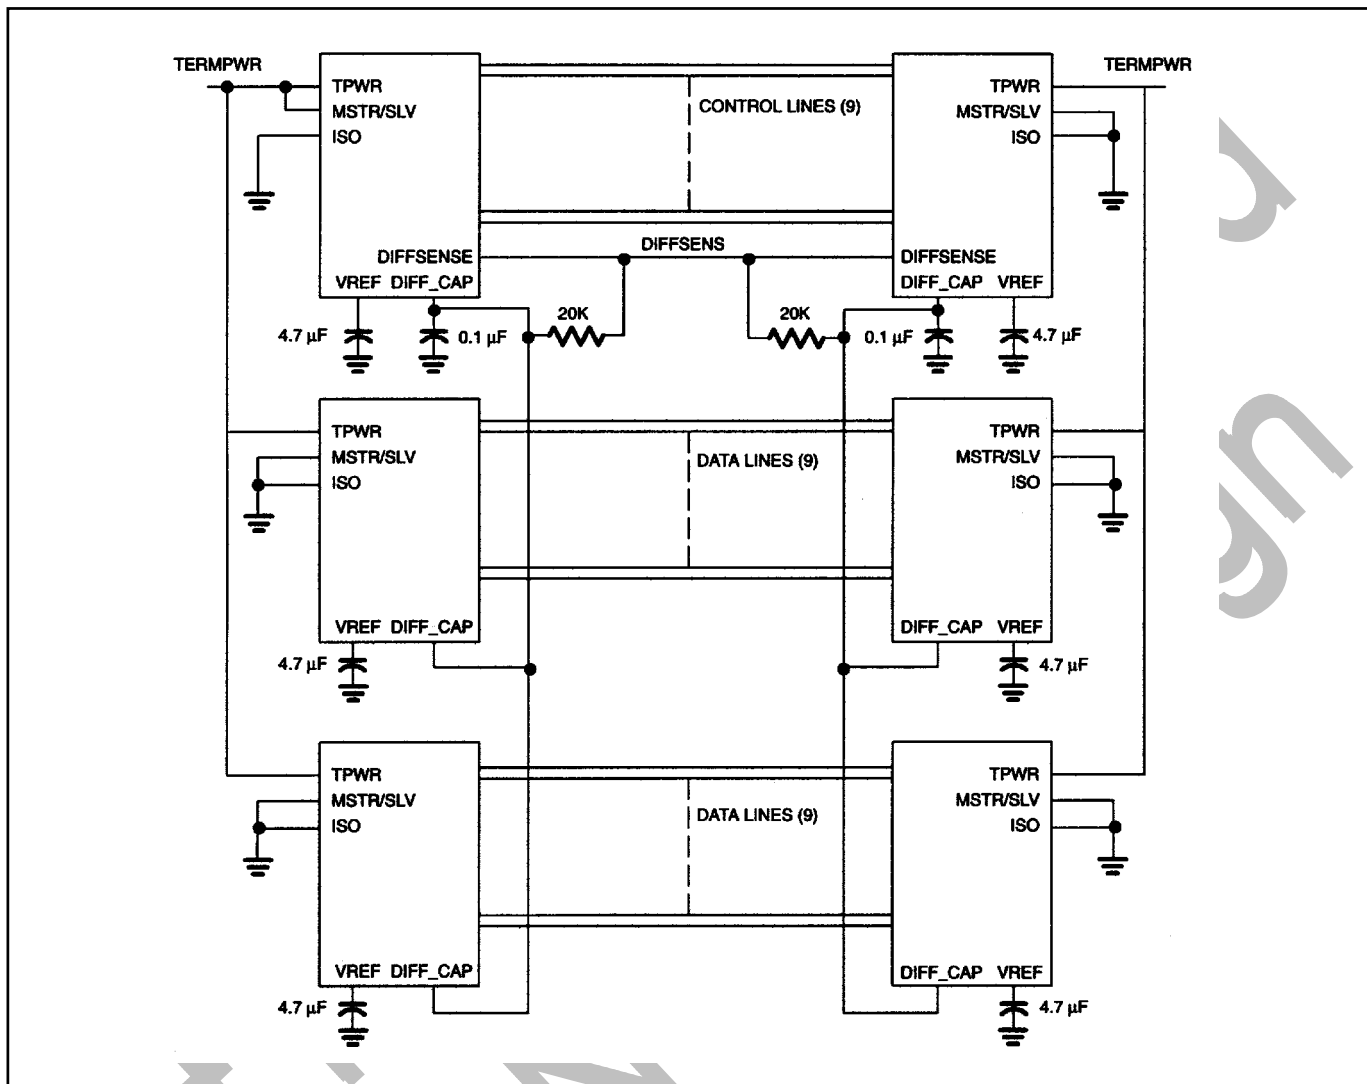 TERMPWR
TERMPWR
TPWR
MSTR/SLV
ISO
CONTROL LINES (9)
TPWR
MSTR/SLV
ISO
DIFFSENSE
DIFFSENS
DIFFSENSE
VREF DIFF_CAP
DIFF_CAP VREF
4.7 µF
0.1 µF
20K
20K
0.1 µF
4.7 µF
TPWR
MSTR/SLV
ISO
DATA LINES (9)
TPWR
MSTR/SLV
ISO
VREF DIFF_CAP
DIFF_CAP VREF
4.7 µF
4.7 µF
TPWR
MSTR/SLV
ISO
DATA LINES (9)
TPWR
MSTR/SLV
ISO
VREF DIFF_CAP
DIFF_CAP VREF
4.7 µF
4.7 µF